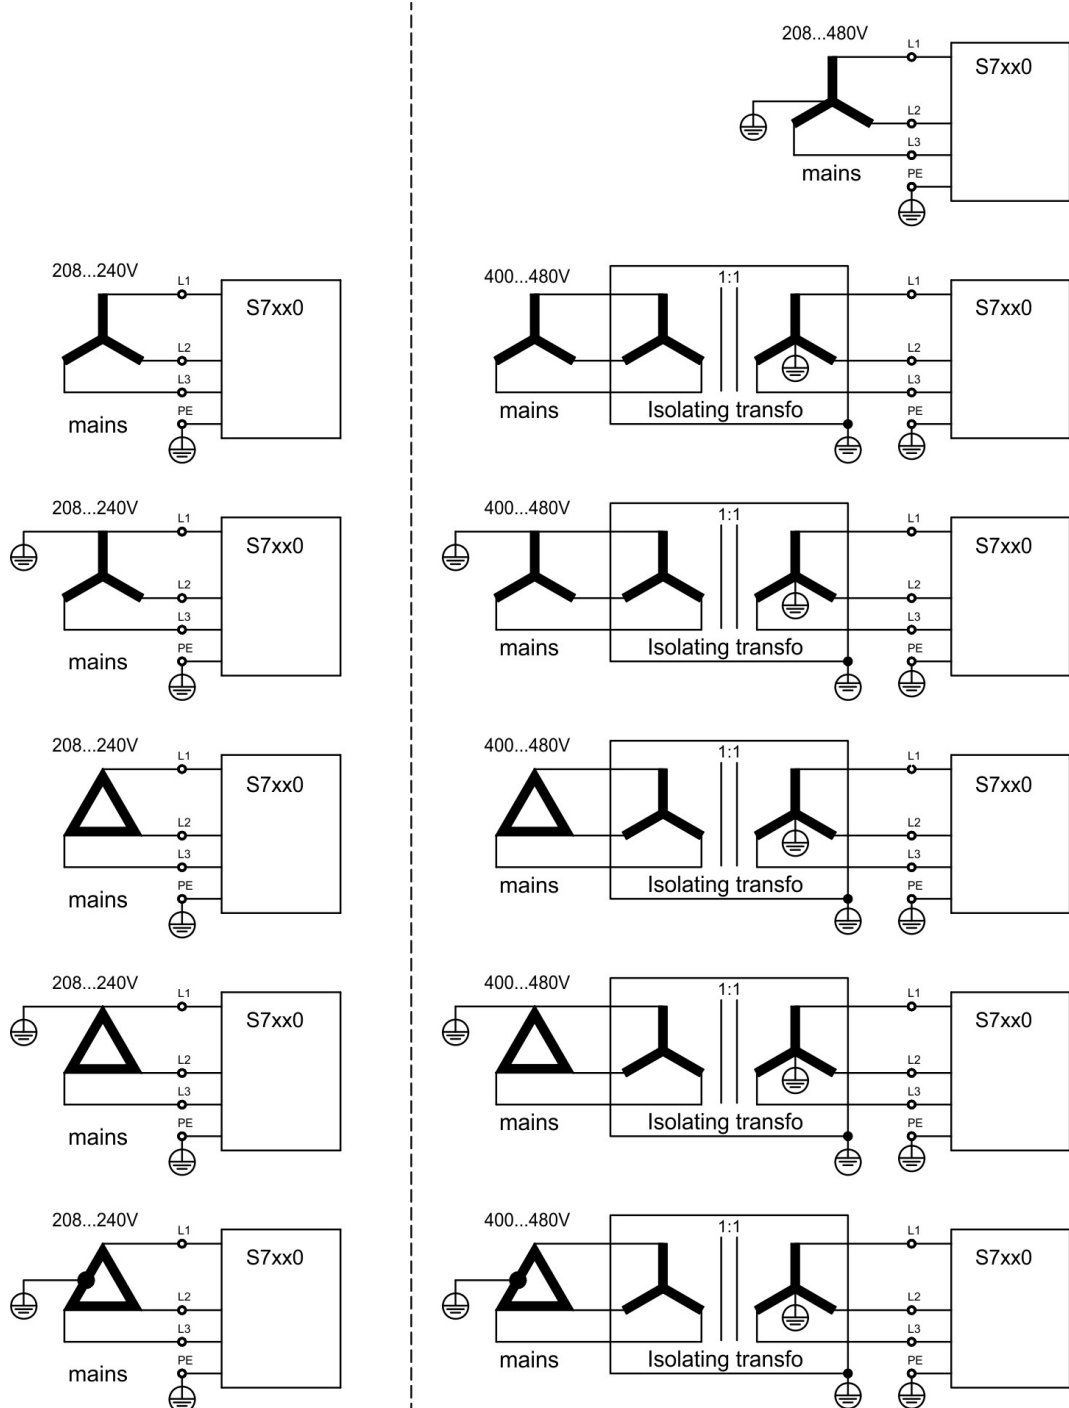 208...480V
L1
S7xx0
L2
L3
mains
PE
208...240V
L1
S7xx0
L2
L3
PE
mains
400...480V
1:1
L1
S7xx0
L2
L3
mains
Isolating transfo
PE
208...240V
L1
S7xx0
L2
L3
PE
mains
400...480V
1:1
L1
S7xx0
L2
L3
mains
Isolating transfo
PE
208...240V
L1
S7xx0
L2
L3
PE
mains
400...480V
1:1
L1
S7xx0
L2
L3
mains
Isolating transfo
PE
208...240V
L1
S7xx0
L2
L3
PE
mains
400...480V
1:1
L1
S7xx0
L2
L3
mains
Isolating transfo
PE
208...240V
L1
S7xx0
L2
L3
PE
mains
400...480V
1:1
L1
S7xx0
L2
L3
mains
Isolating transfo
PE